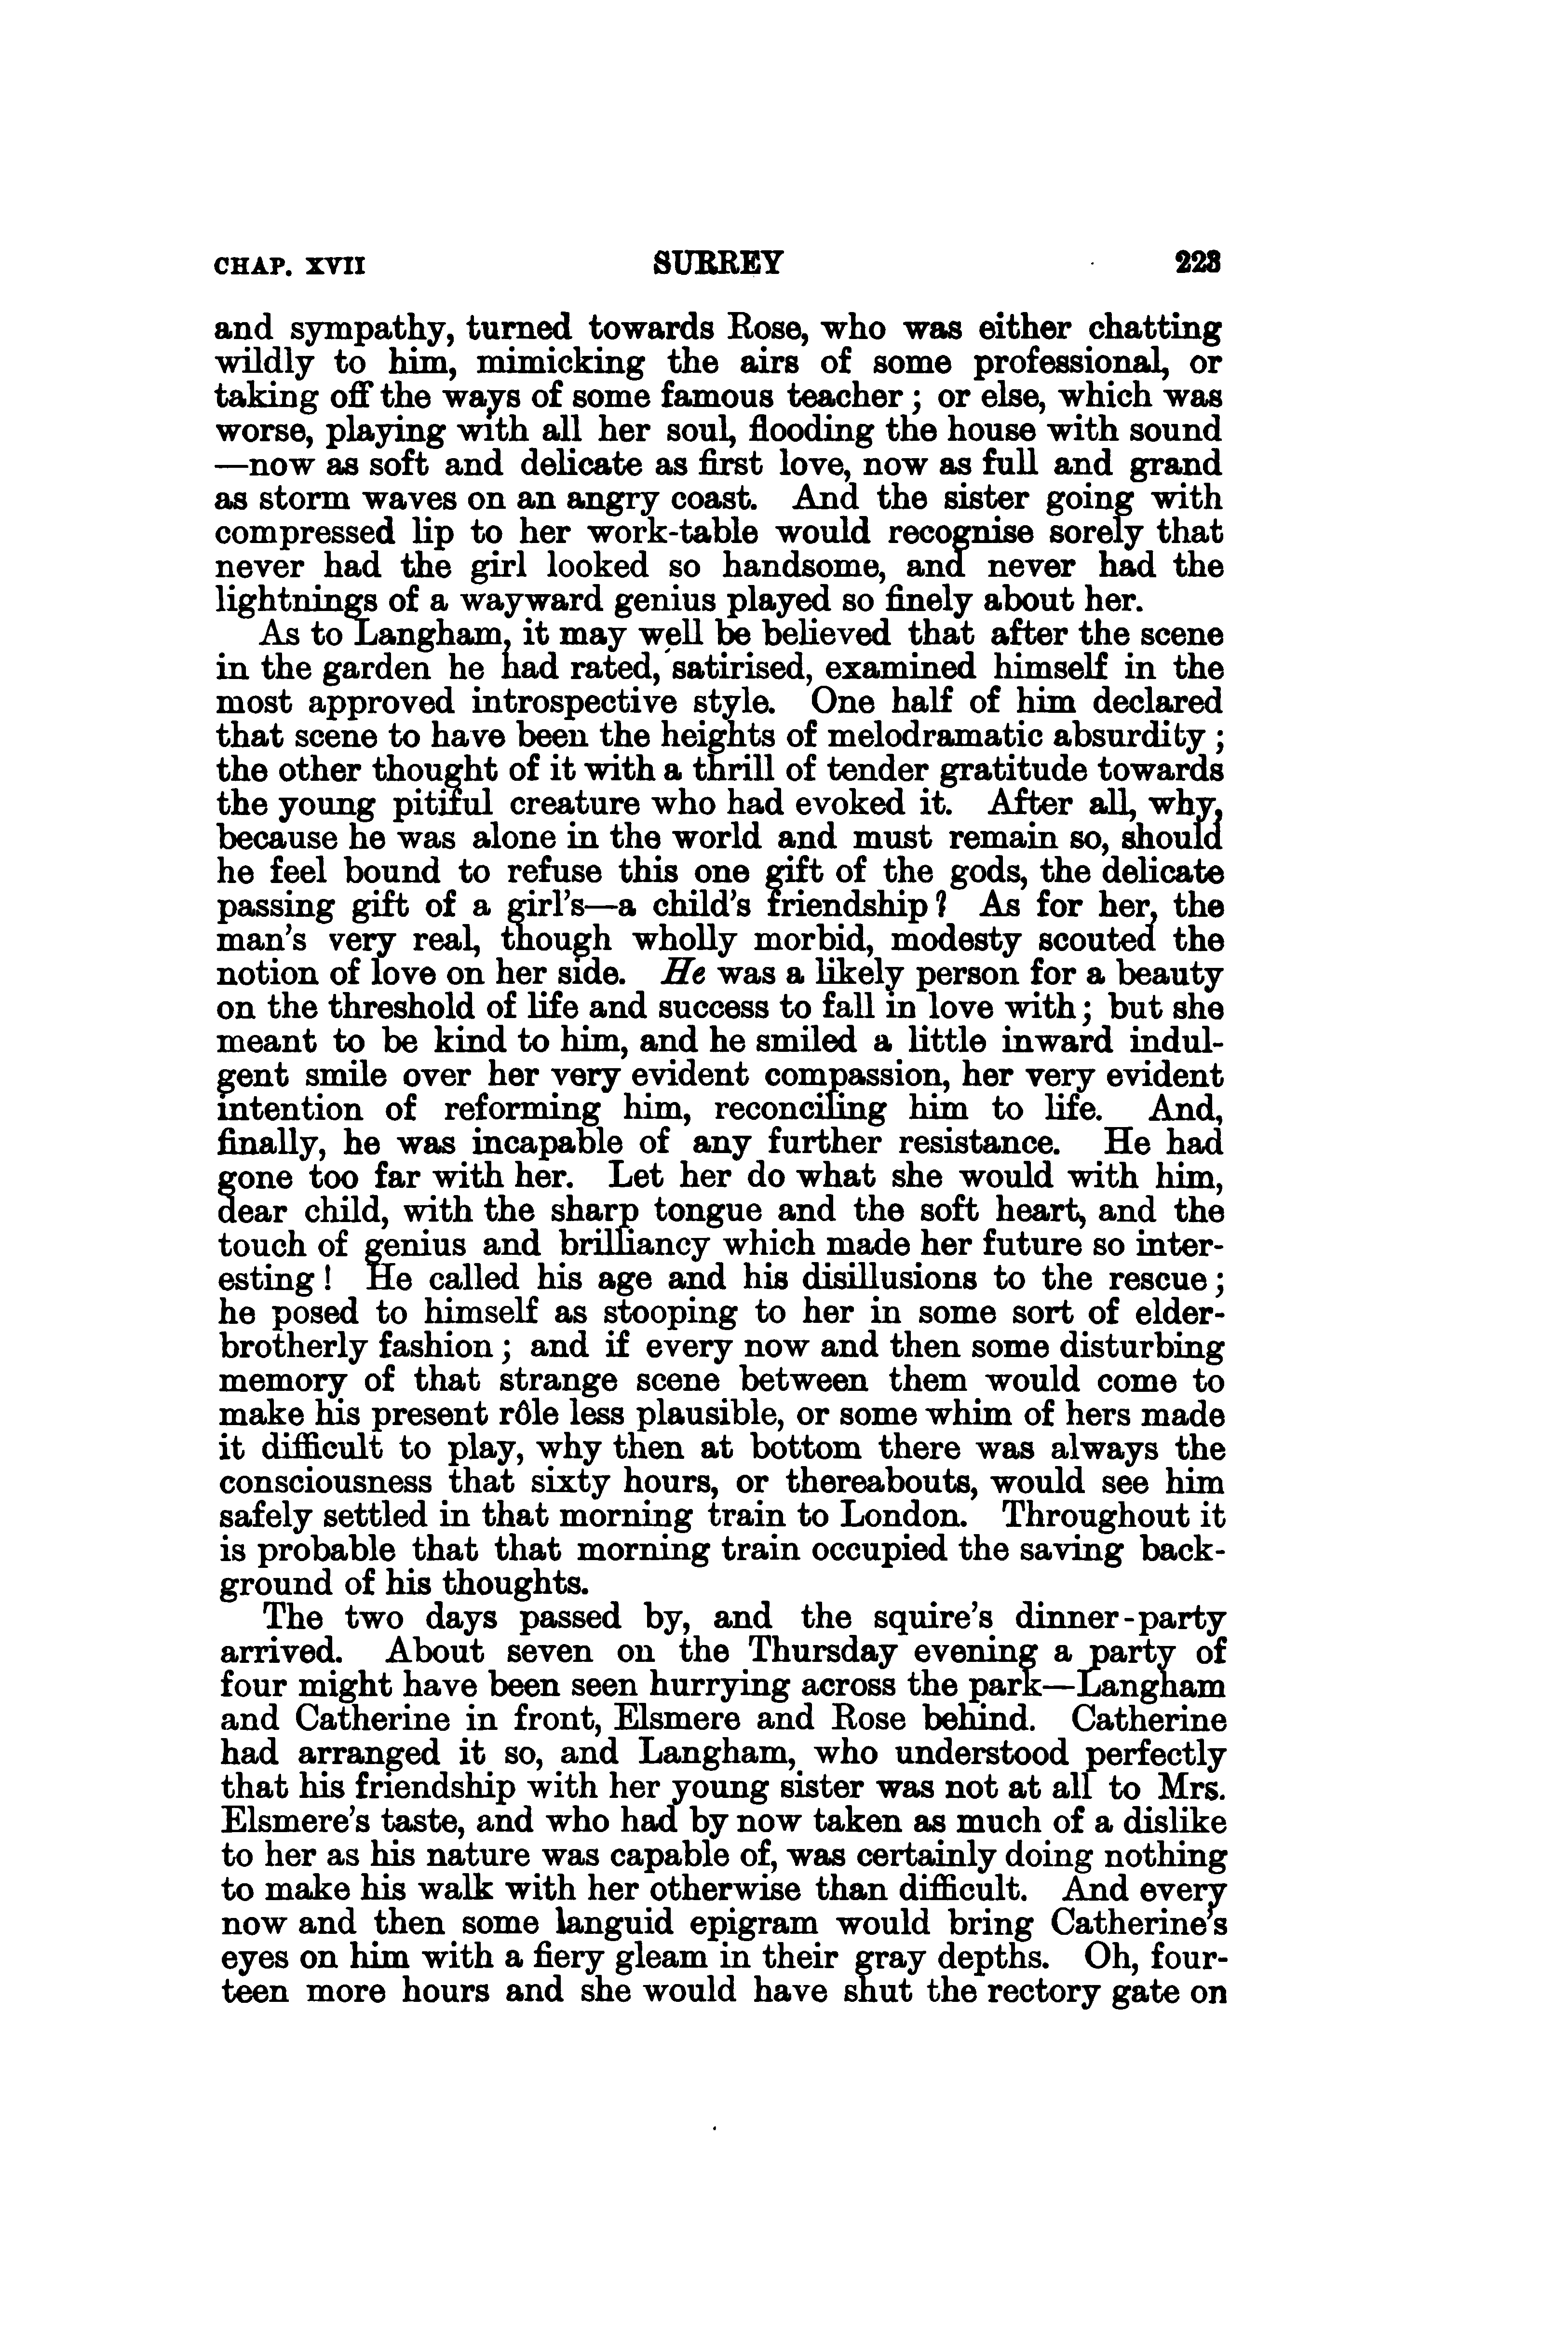 CHAP. XVII SURREY 223
and sympathy, turned towards Rose, who was either chatting
wildly to him, mimicking the airs of some professional, or
taking off the ways of some famous teacher; or else, which was
worse, playing with all her soul, flooding the house with sound
—now as soft and delicate as first love, now as full and grand
as storm waves on an angry coast. And the sister going with
compressed lip to her work-table would recognise sorely that
never had the girl looked so handsome, and never had the
lightnings of a wayward genius played so finely about her.
As to Langham, it may well be believed that after the scene
in the garden he had rated, satirised, examined himself in the
most approved introspective style. One half of him declared
that scene to have been the heights of melodramatic absurdity;
the other thought of it with a thrill of tender gratitude towards
the young pitiful creature who had evoked it. After all, why,
because he was alone in the world and must remain so, should
he feel bound to refuse this one gift of the gods, the delicate
passing gift of a girl's—a child's friendship? As for her, the
man's very real, though wholly morbid, modesty scouted the
notion of love on her side. He was a likely person for a beauty
on the threshold of life and success to fall in love with; but she
meant to be kind to him, and he smiled a little inward indul-
gent smile over her very evident compassion, her very evident
intention of reforming him, reconciling him to life. And,
finally, he was incapable of any further resistance. He had
gone too far with her. Let her do what she would with him,
dear child, with the sharp tongue and the soft heart, and the
touch of genius and brilliancy which made her future so inter-
esting! He called his age and his disillusions to the rescue;
he posed to himself as stooping to her in some sort of elder-
brotherly fashion; and if every now and then some disturbing
memory of that strange scene between them would come to
make his present rôle less plausible, or some whim of hers made
it difficult to play, why then at bottom there was always the
consciousness that sixty hours, or thereabouts, would see him
safely settled in that morning train to London. Throughout it
is probable that that morning train occupied the saving back-
ground of his thoughts.
The two days passed by, and the squire's dinner-party
arrived. About seven on the Thursday evening a party of
four might have been seen hurrying across the park—Langham
and Catherine in front, Elsmere and Rose behind. Catherine
had arranged it so, and Langham, who understood perfectly
that his friendship with her young sister was not at all to Mrs.
Elsmere's taste, and who had by now taken as much of a dislike
to her as his nature was capable of, was certainly doing nothing
to make his walk with her otherwise than difficult. And every
now and then some languid epigram would bring Catherine's
eyes on him with a fiery gleam in their gray depths. Oh, four-
teen more hours and she would have shut the rectory gate on